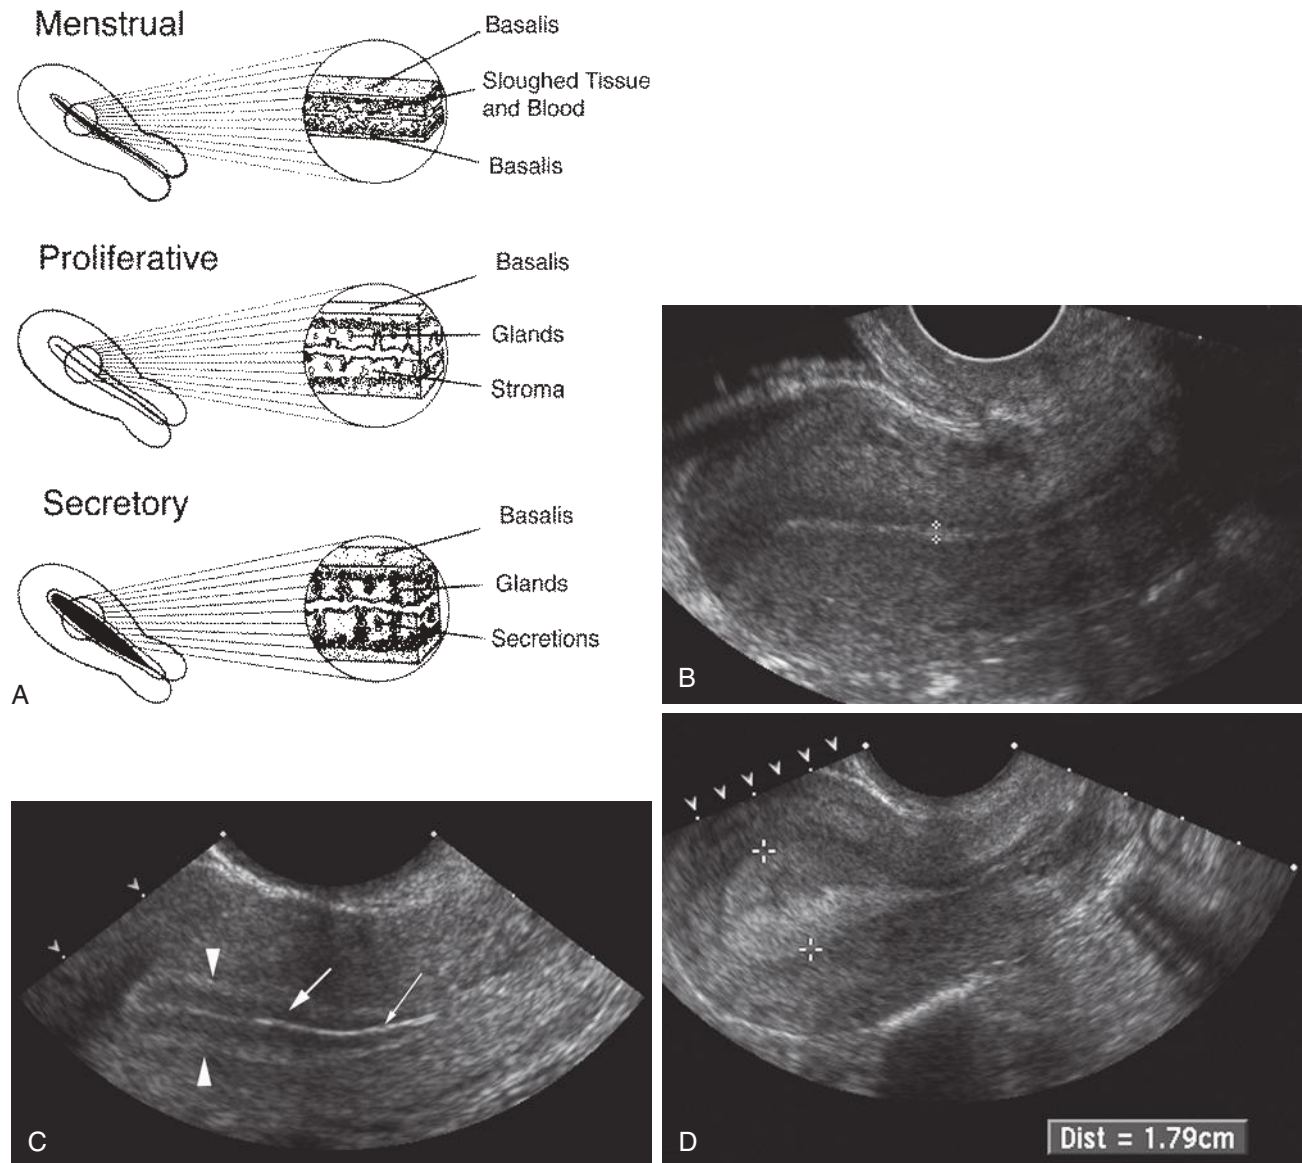 Menstrual
Basalis
Sloughed Tissue
and Blood
Basalis
Proliferative
Basalis
Glands
Stroma
Secretory
Basalis
Glands
Secretions
A
B
C
D
Dist = 1.79cm